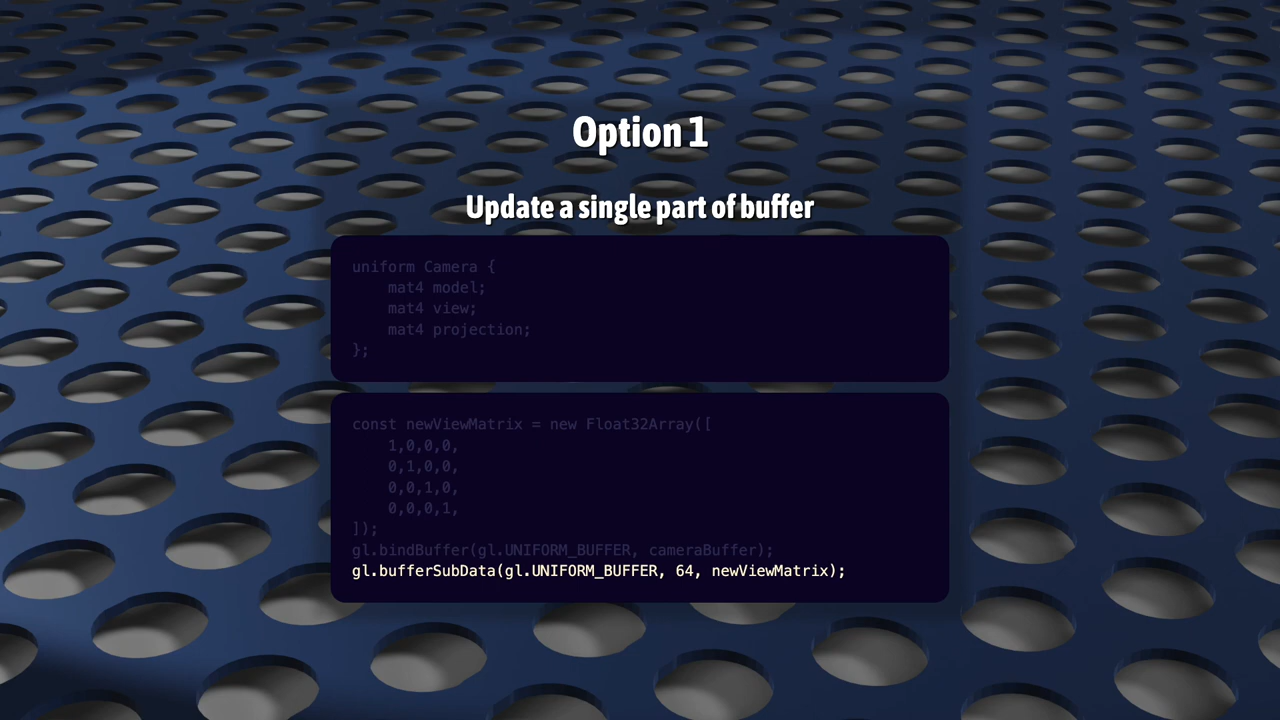 Option 1
Update a single part of buffer
uniform Camera {
    mat4 model;
    mat4 view;
    mat4 projection;
};
const newViewMatrix = new Float32Array([
    1,0,0,0,
    0,1,0,0,
    0,0,1,0,
    0,0,0,1,
]);
gl.bindBuffer(gl.UNIFORM_BUFFER, cameraBuffer);
gl.bufferSubData(gl.UNIFORM_BUFFER, 64, newViewMatrix);